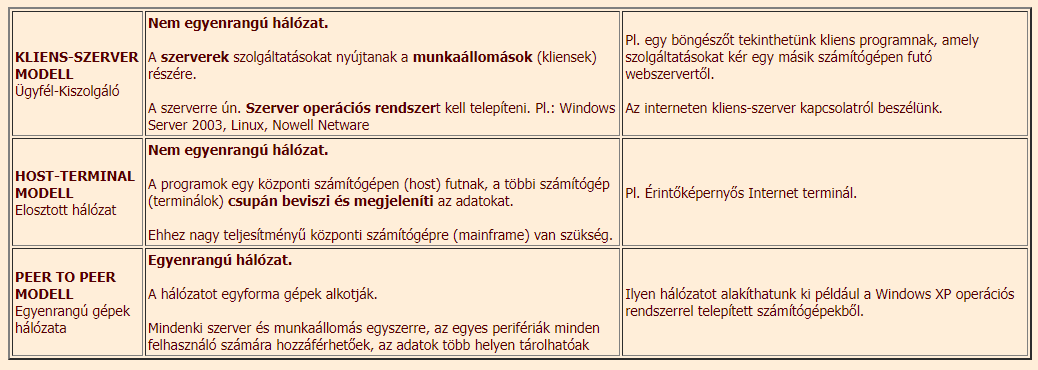 KLIENS-SZERVER
MODELL
Ügyfél-Kiszolgáló
Nem egyenrangú hálózat.
A szerverek szolgáltatásokat nyújtanak a munkaállomások (kliensek)
részére.
A szerverre ún. Szerver operációs rendszert kell telepíteni. Pl.: Windows
Server 2003, Linux, Nowell Netware
Pl. egy böngészőt tekinthetünk kliens programnak, amely
szolgáltatásokat kér egy másik számítógépen futó
webszervertől.
Az interneten kliens-szerver kapcsolatról beszélünk.
HOST-TERMINAL
MODELL
Elosztott hálózat
Nem egyenrangú hálózat.
A programok egy központi számítógépen (host) futnak, a többi számítógép
(terminálok) csupán beviszi és megjeleníti az adatokat.
Ehhez nagy teljesítményű központi számítógépre (mainframe) van szükség.
Pl. Érintőképernyős Internet terminál.
PEER TO PEER
MODELL
Egyenrangú gépek
hálózata
Egyenrangú hálózat.
A hálózatot egyforma gépek alkotják.
Mindenki szerver és munkaállomás egyszerre, az egyes perifériák minden
felhasználó számára hozzáférhetőek, az adatok több helyen tárolhatóak
Ilyen hálózatot alakíthatunk ki például a Windows XP operációs
rendszerrel telepített számítógépekből.